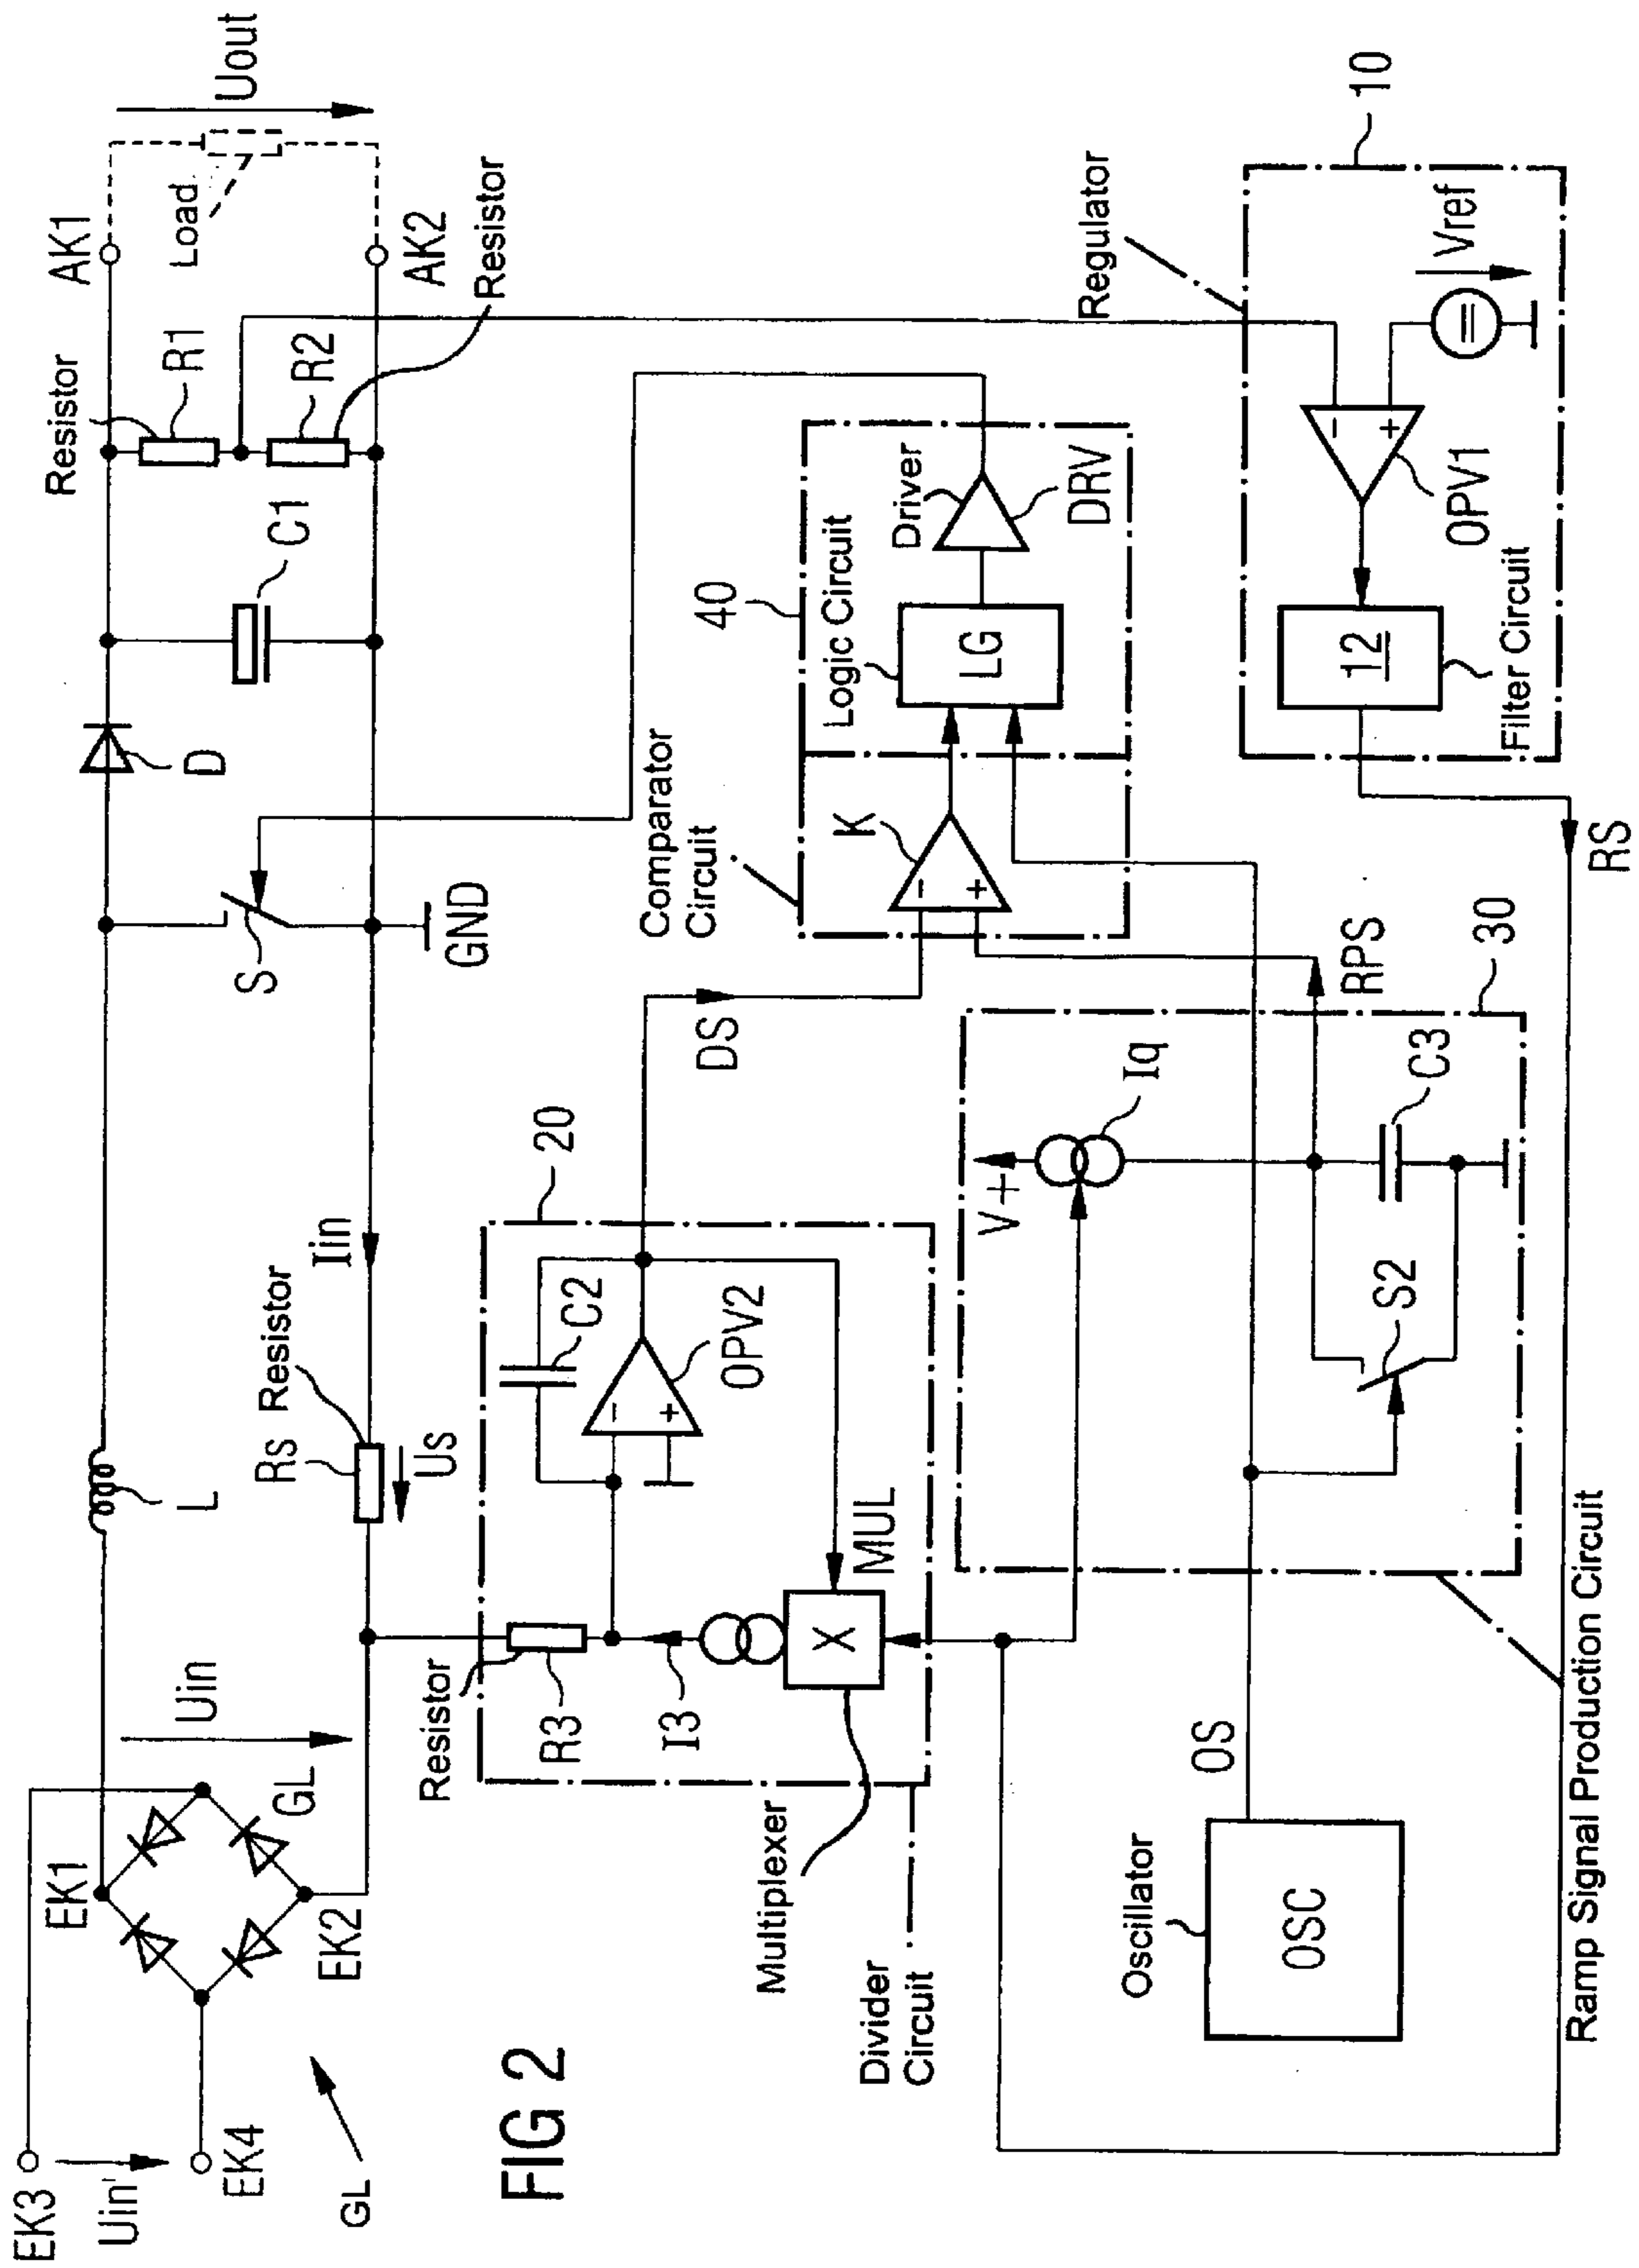 EK3
Uin'
EK4
GL
EK1
EK2
GL
Uin
L
Rs
Resistor
Us
Iin
S
GND
D
C1
Resistor
R1
R2
Resistor
AK1
AK2
Load
Uout
FIG 2
Divider
Circuit
Multiplexer
Resistor
R3
I3
X
MUL
C2
OPV2
20
DS
Comparator
Circuit
K
- +
40
Logic Circuit
LG
Driver
DRV
Regulator
10
Vref
=
- +
OPV1
12
Filter Circuit
RS
Oscillator
OSC
OS
V+
Iq
S2
C3
RPS
30
Ramp Signal Production Circuit
- +